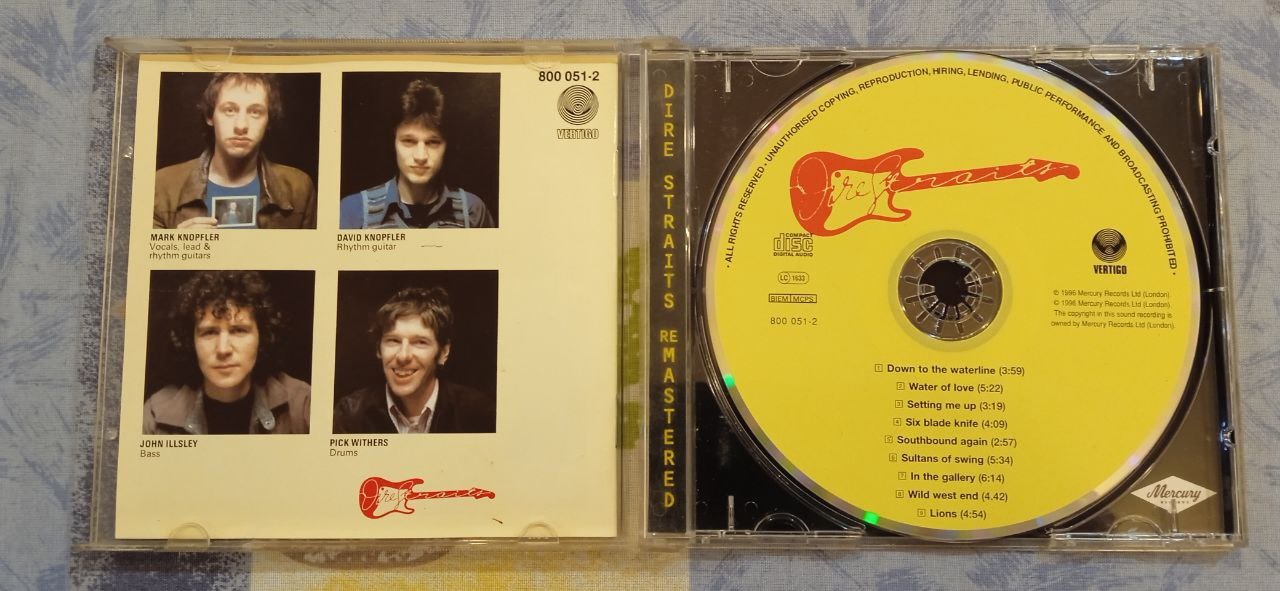 800 051-2
VERTIGO
MARK KNOPFLER
Vocals, lead &
rhythm guitars
DAVID KNOPFLER
Rhythm guitar
JOHN ILLSLEY
Bass
PICK WITHERS
Drums
Dire Straits
DIRE STRAITS REMASTERED
· ALL RIGHTS RESERVED · UNAUTHORISED COPYING, REPRODUCTION, HIRING, LENDING, PUBLIC PERFORMANCE AND BROADCASTING PROHIBITED ·
Dire Straits
COMPACT
disc
DIGITAL AUDIO
LC 1633
BIEM MCPS
800 051-2
VERTIGO
℗ 1996 Mercury Records Ltd (London).
© 1996 Mercury Records Ltd (London).
The copyright in this sound recording is
owned by Mercury Records Ltd (London).
1 Down to the waterline (3:59)
2 Water of love (5:22)
3 Setting me up (3:19)
4 Six blade knife (4:09)
5 Southbound again (2:57)
6 Sultans of swing (5:34)
7 In the gallery (6:14)
8 Wild west end (4.42)
9 Lions (4:54)
Mercury
RECORDS